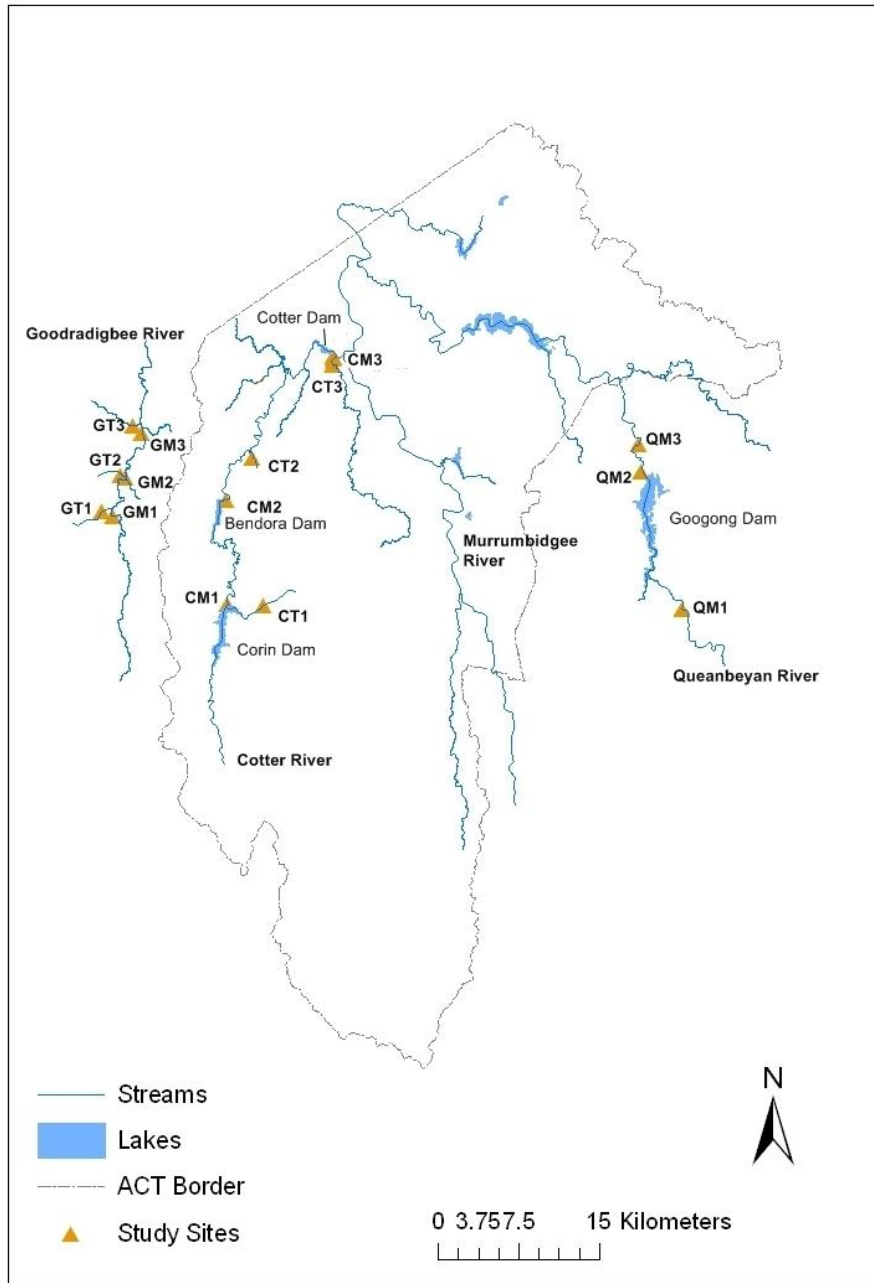 Cotter Dam
Goodradigbee River
CM3
CT3
GT3
GM3
QM3
GT2
CT2
GM2
QM2
GT1
GM1
CM2
Bendora Dam
Googong Dam
Murrumbidgee
River
CM1
CT1
QM1
Corin Dam
Queanbeyan River
Cotter River
N
Streams
Lakes
ACT Border
Study Sites
0 3.757.5 15 Kilometers